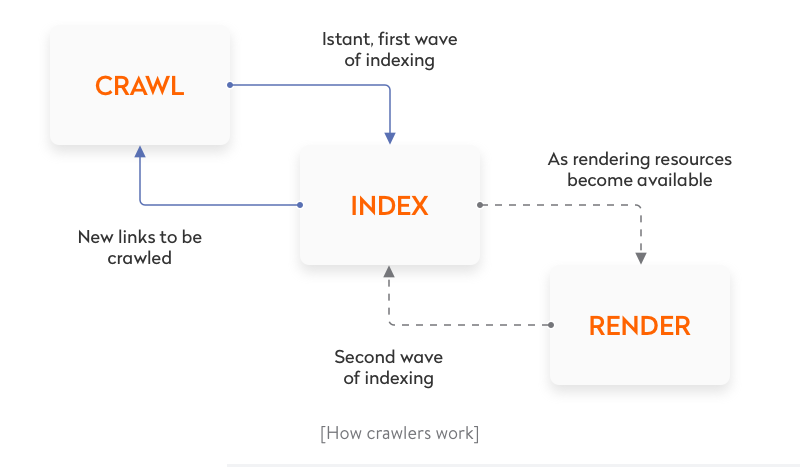 CRAWL
Istant, first wave
of indexing
INDEX
New links to be
crawled
As rendering resources
become available
RENDER
Second wave
of indexing
[How crawlers work]